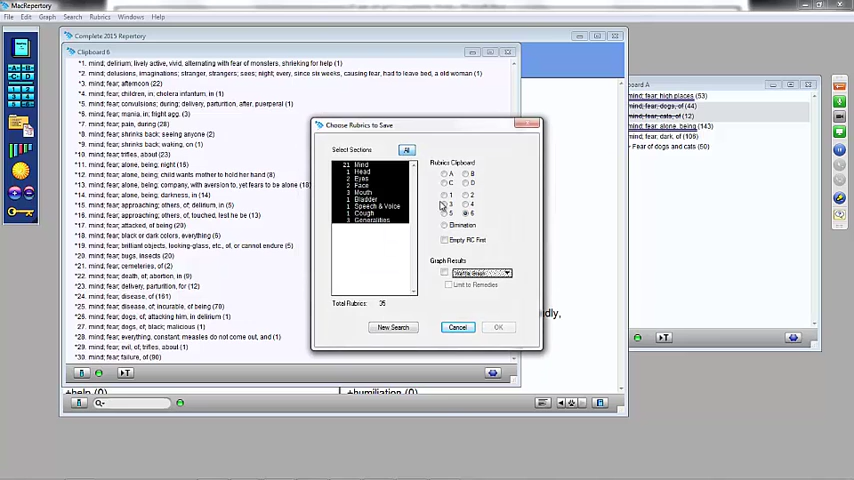 MacRepertory
File Edit Graph Search Rubrics Windows Help
Complete 2015 Repertory
Clipboard 6
*1. mind; delirium; lively active, vivid, alternating with fear of monsters, shrieking for help (1)
*2. mind; delusions, imaginations; stranger, strangers; sees; night; every, since six weeks, causing fear, had to leave bed, a old woman (1)
*3. mind; fear; afternoon (22)
*4. mind; fear; children, in; cholera infantum, in (1)
*5. mind; fear; convulsions; during; delivery, parturition, after, puerperal (1)
*6. mind; fear; mania, in; flight agg. (3)
*7. mind; fear; pain, during (28)
*8. mind; fear; shrinks back; seeing anyone (2)
*9. mind; fear; shrinks back; waking, on (1)
*10. mind; fear; trifles, about (23)
*11. mind; fear; alone, being; night (16)
*12. mind; fear; alone, being; child wants mother to hold her hand (8)
*13. mind; fear; alone, being; company, with aversion to, yet fears to be alone (18)
*14. mind; fear; ambushes, darkness, in (14)
*15. mind; fear; approaching; others, of; delirium, in (5)
*16. mind; fear; approaching; others, of; touched, lest he be (13)
*17. mind; fear; attacked, of being (20)
*18. mind; fear; black or dark colors, everything (6)
*19. mind; fear; brilliant objects, looking-glass, etc., of, or cannot endure (5)
*20. mind; fear; bugs, insects (20)
*21. mind; fear; cemeteries, of (2)
*22. mind; fear; death, of; abortion, in (9)
*23. mind; fear; delivery, parturition, for (12)
*24. mind; fear; disease, of (161)
*25. mind; fear; disease, of; incurable, of being (78)
*26. mind; fear; dogs, of; attacking him, in delirium (1)
27. mind; fear; dogs, of; black; malicious (1)
*28. mind; fear; everything, constant; measles do not come out, and (1)
*29. mind; fear; evil, of; trifles, about (1)
*30. mind; fear; failure, of (90)
T
+help (0)
+humiliation (0)
Choose Rubrics to Save
Select Sections
All
21 Mind
1 Head
2 Eyes
2 Face
3 Mouth
1 Bladder
1 Speech & Voice
1 Cough
3 Generalities
Total Rubrics: 35
Rubrics Clipboard
A B
C D
1 2
3 4
5 6
Elimination
Empty RC First
Graph Results
Limit to Remedies
New Search
Cancel
OK
dly,
board A
mind; fear; high places (53)
mind; fear; dogs, of (44)
mind; fear; cats, of (12)
mind; fear; alone, being (143)
mind; fear; dark, of (106)
Fear of dogs and cats (50)
T